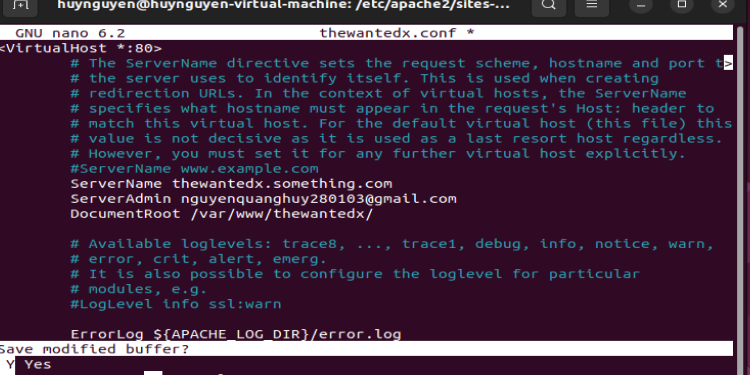 huynguyen@huynguyen-virtual-machine: /etc/apache2/sites-...
GNU nano 6.2 thewantedx.conf *
<VirtualHost *:80>
# The ServerName directive sets the request scheme, hostname and port t>
# the server uses to identify itself. This is used when creating
# redirection URLs. In the context of virtual hosts, the ServerName
# specifies what hostname must appear in the request's Host: header to
# match this virtual host. For the default virtual host (this file) this
# value is not decisive as it is used as a last resort host regardless.
# However, you must set it for any further virtual host explicitly.
#ServerName www.example.com
ServerName thewantedx.something.com
ServerAdmin nguyenquanghuy280103@gmail.com
DocumentRoot /var/www/thewantedx/
# Available loglevels: trace8, ..., trace1, debug, info, notice, warn,
# error, crit, alert, emerg.
# It is also possible to configure the loglevel for particular
# modules, e.g.
#LogLevel info ssl:warn
ErrorLog ${APACHE_LOG_DIR}/error.log
Save modified buffer?
Y Yes